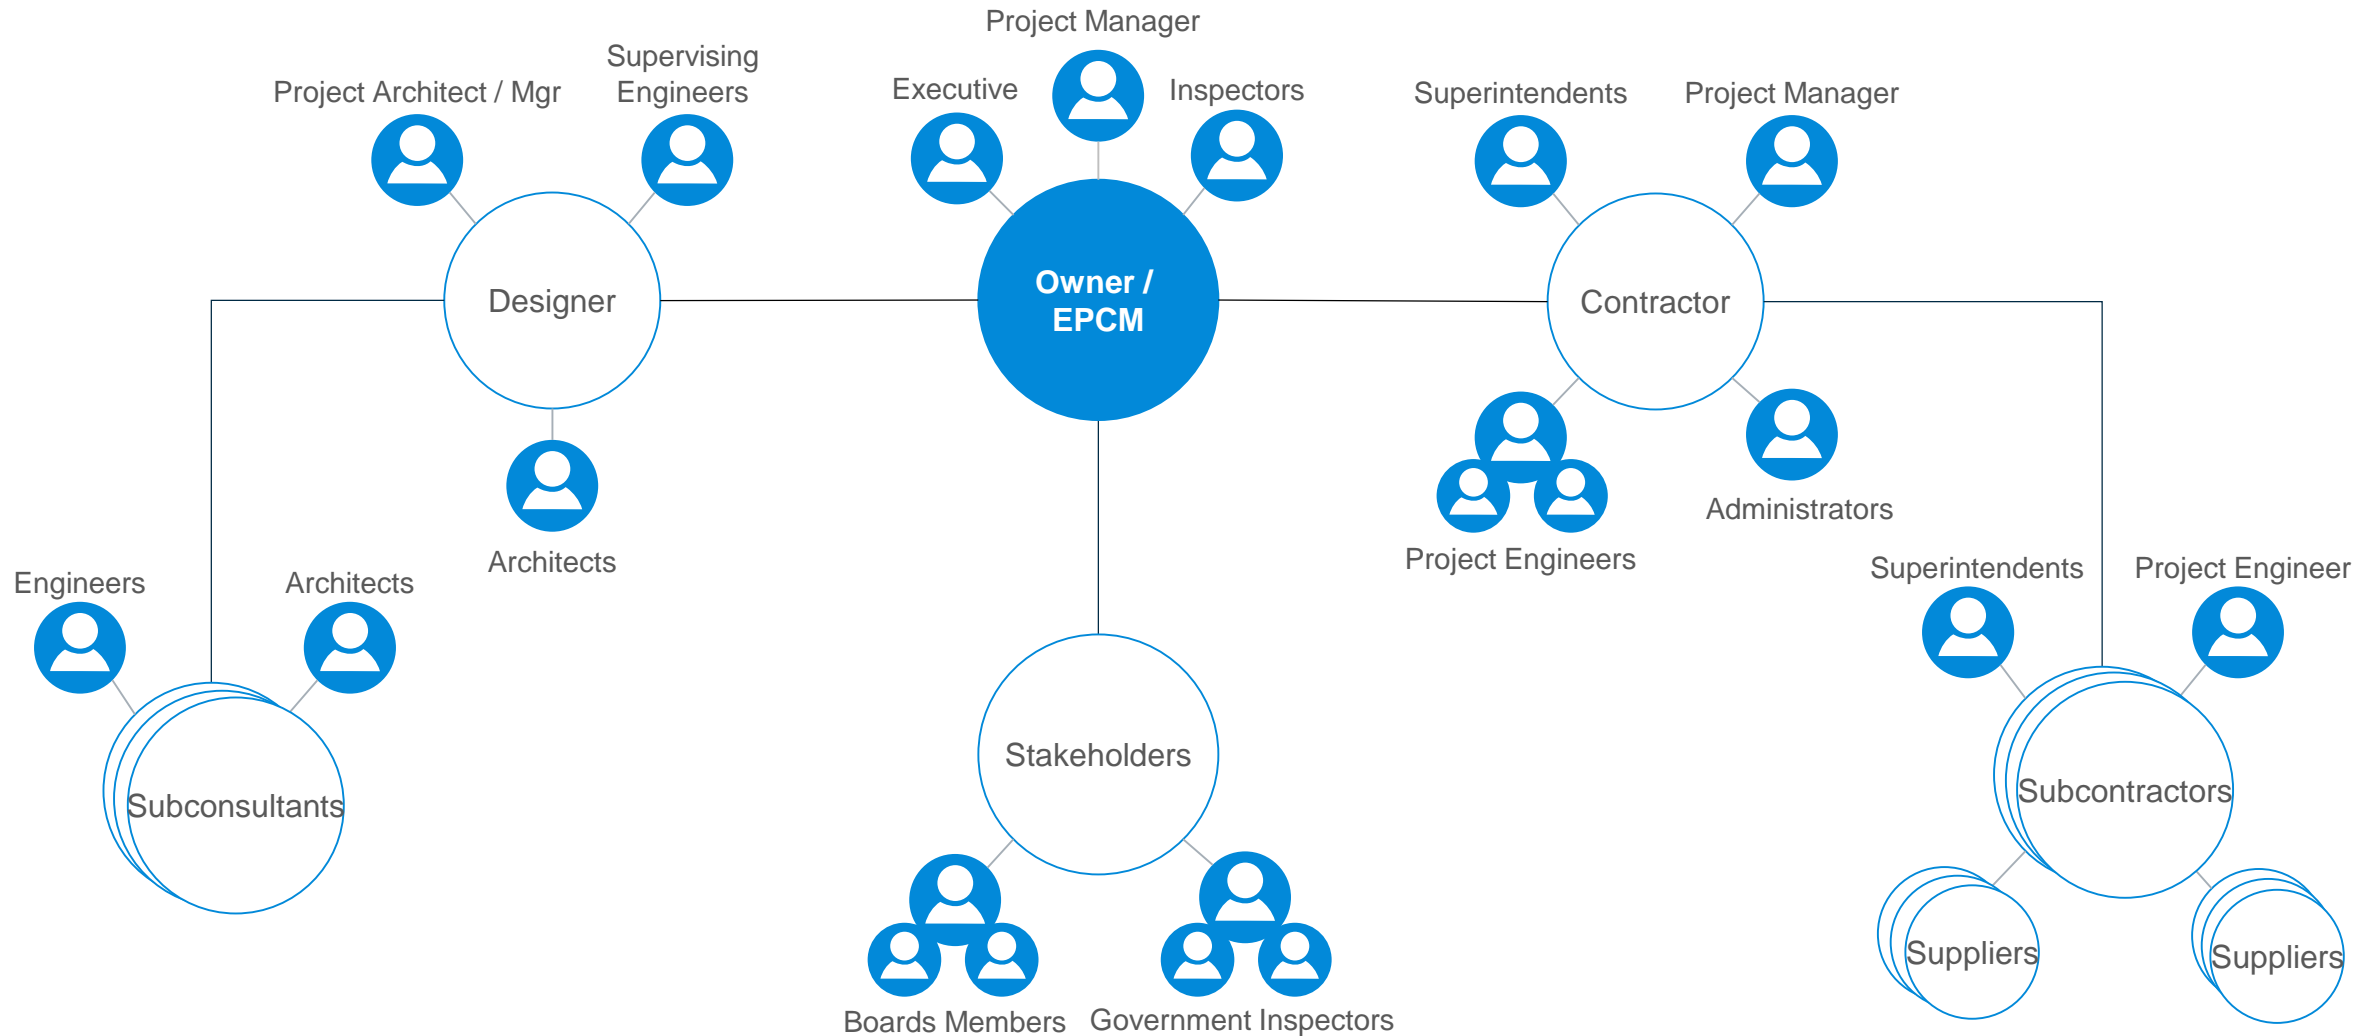 Project Manager
Supervising
Engineers
Project Architect / Mgr
Executive
Inspectors
Superintendents
Project Manager
Designer
Owner /
EPCM
Contractor
Administrators
Architects
Project Engineers
Engineers
Architects
Superintendents
Project Engineer
Stakeholders
Subconsultants
Subcontractors
Suppliers
Suppliers
Boards Members
Government Inspectors